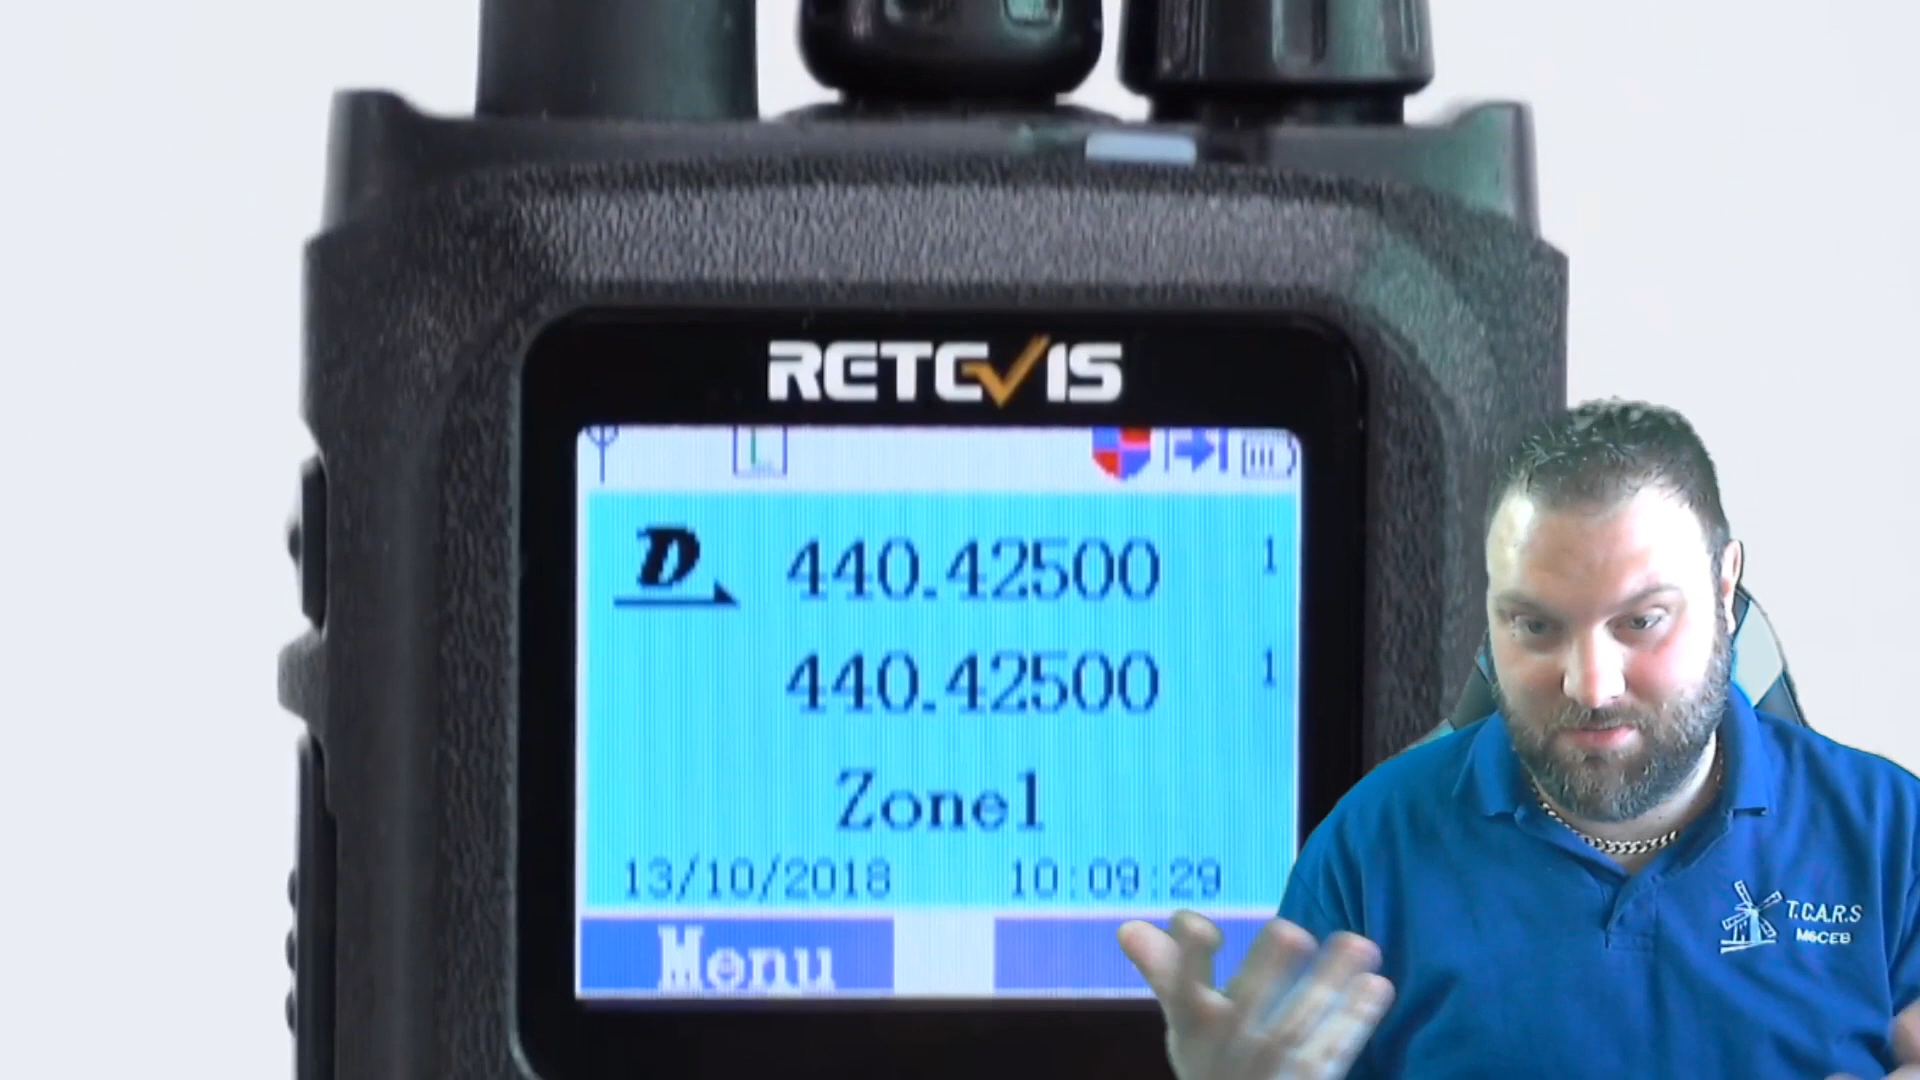 RETEVIS
D 440.42500 1
440.42500 1
Zone1
13/10/2018 10:09:29
Menu
T.C.A.R.S
M6CEB